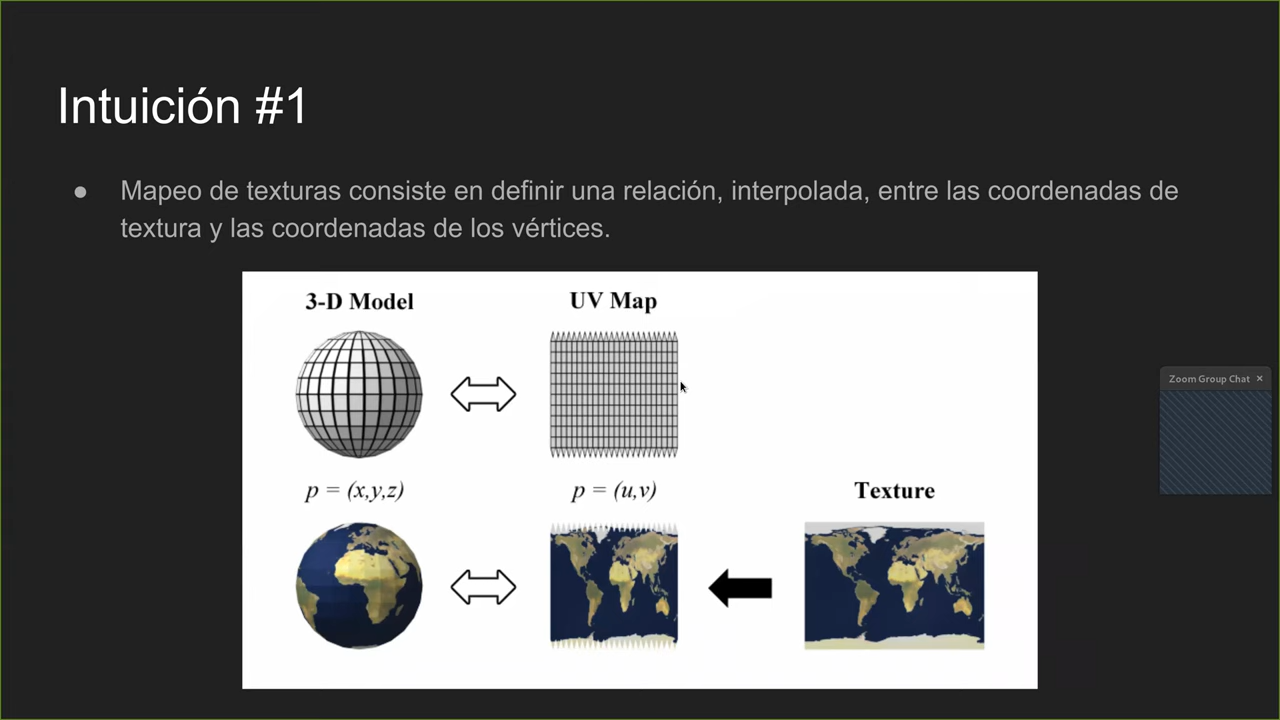 Intuición #1
● Mapeo de texturas consiste en definir una relación, interpolada, entre las coordenadas de
textura y las coordenadas de los vértices.
3-D Model
UV Map
p = (x,y,z)
p = (u,v)
Texture
Zoom Group Chat ×